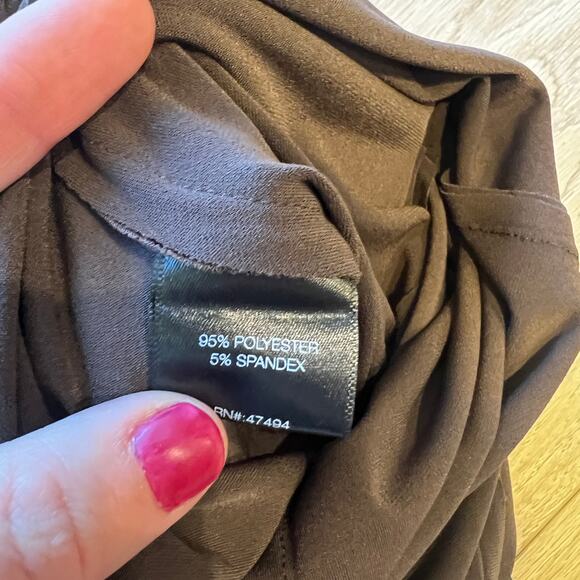 95% POLYESTER
5% SPANDEX
RN#:47494